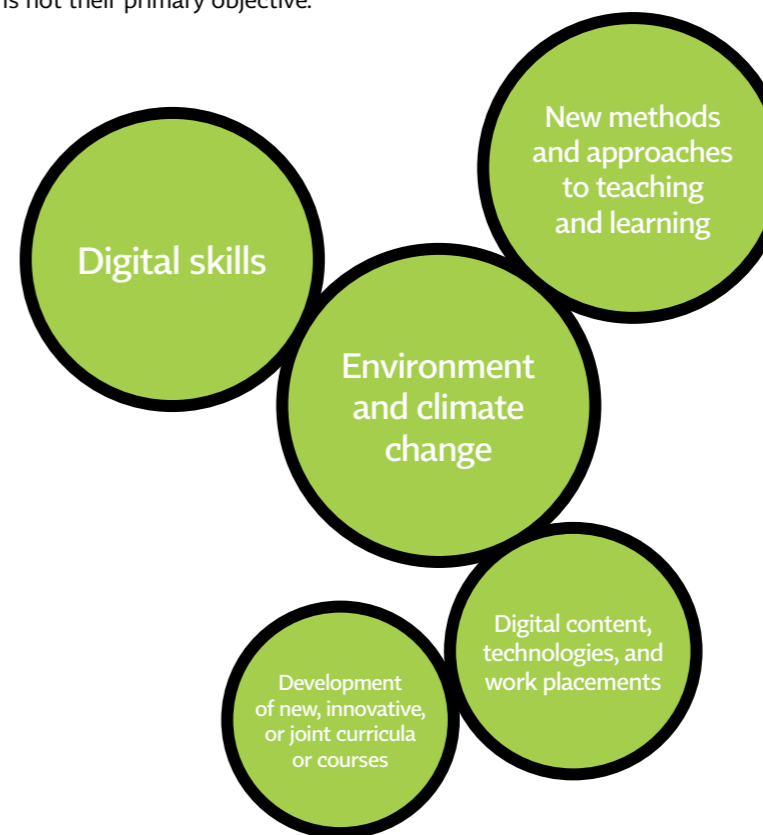 is not their primary objective.
New methods
and approaches
to teaching
and learning
Digital skills
Environment
and climate
change
Digital content,
technologies, and
work placements
Development
of new, innovative,
or joint curricula
or courses